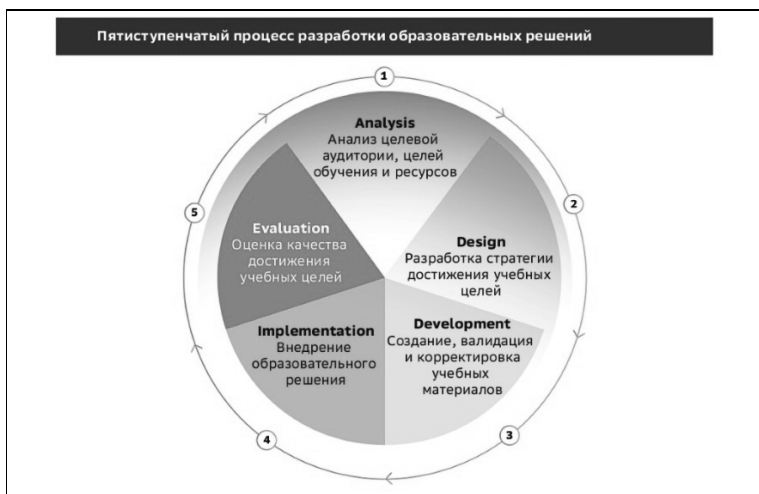 Пятиступенчатый процесс разработки образовательных решений
1
Analysis
Анализ целевой
аудитории, целей
обучения и ресурсов
2
Design
Разработка стратегии
достижения учебных
целей
3
Development
Создание, валидация
и корректировка
учебных
материалов
4
Implementation
Внедрение
образовательного
решения
5
Evaluation
Оценка качества
достижения
учебных целей